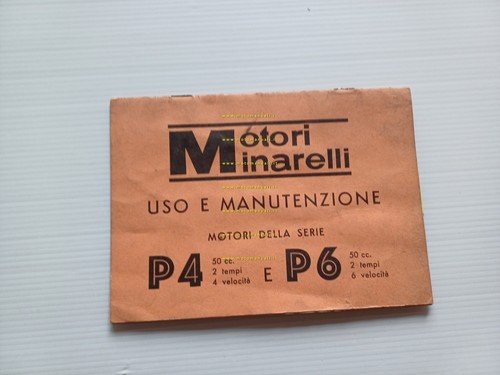 Motori
Minarelli
USO E MANUTENZIONE
MOTORI DELLA SERIE
P4 50 cc. 2 tempi 4 velocità E P6 50 cc. 2 tempi 6 velocità